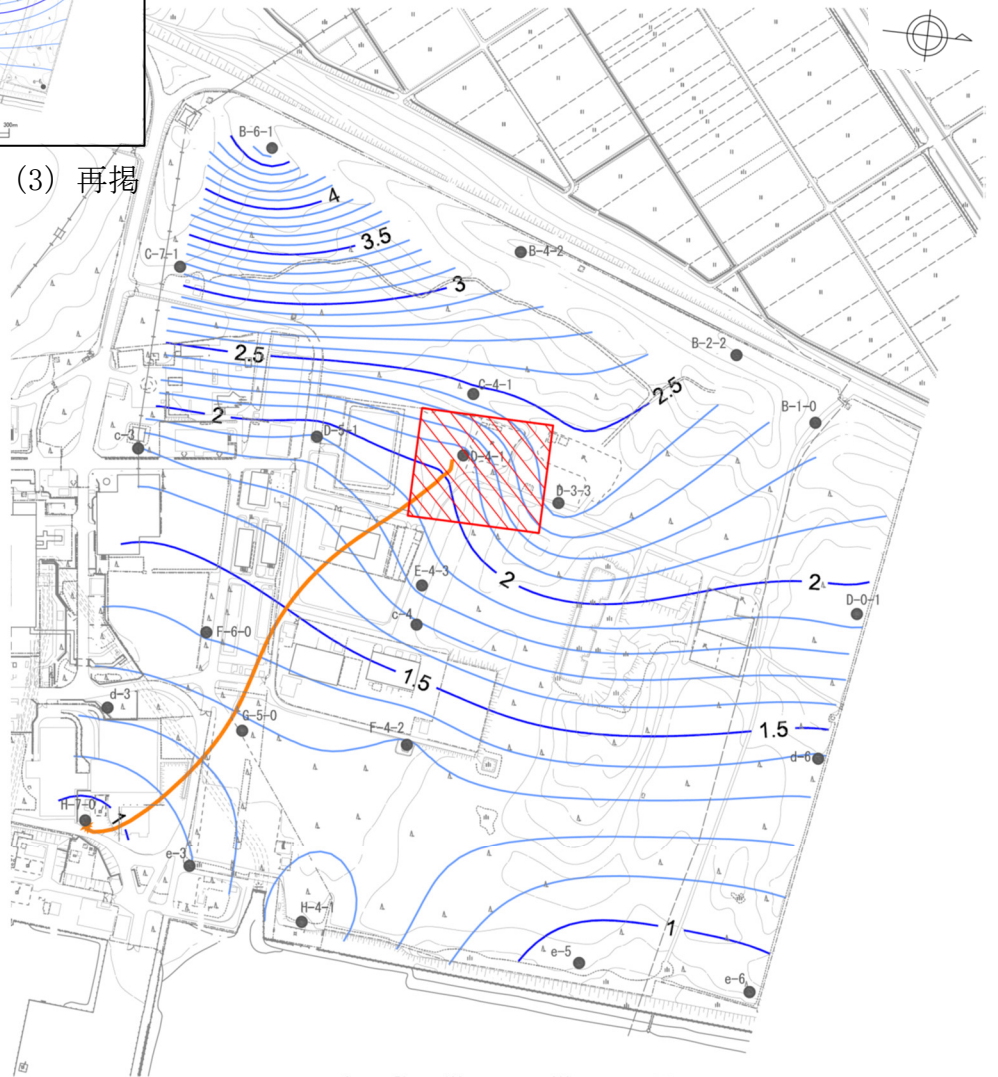 300m
(3) 再掲
B-6-1
4
3.5
C-7-1
B-4-2
3
B-2-2
2.5
C-4-1
2.5
B-1-0
2
c-3
D-5-1
D-4-1
D-3-3
E-4-3
2
2
D-0-1
c-4
F-6-0
1.5
d-3
G-5-0
F-4-2
1.5
d-6
H-7-0
1
e-3
H-4-1
1
e-5
e-6